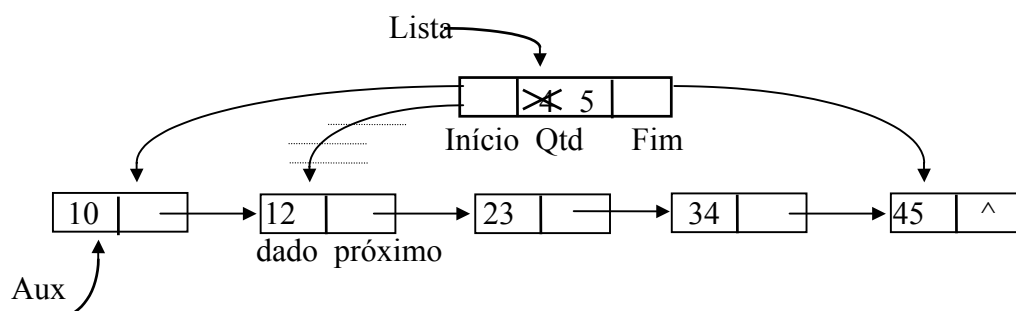 Lista
4 5
Início Qtd Fim
10 12 23 34 45 ^
dado próximo
Aux